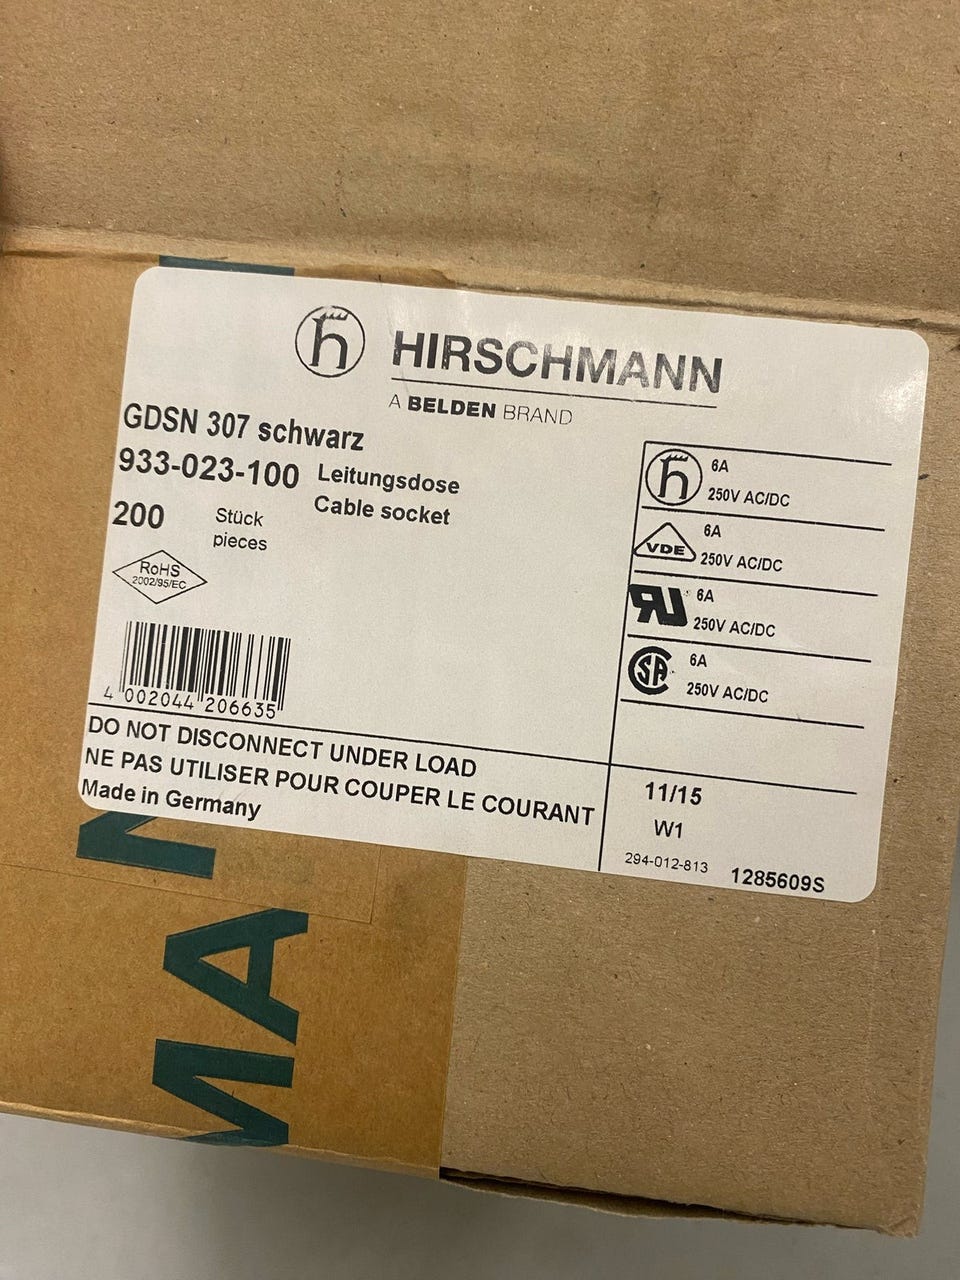 HIRSCHMANN
A BELDEN BRAND
GDSN 307 schwarz
933-023-100
Leitungsdose
Cable socket
200
Stück
pieces
RoHS
2002/95/EC
4 002044 206635
6A
250V AC/DC
VDE
6A
250V AC/DC
6A
250V AC/DC
SA
6A
250V AC/DC
DO NOT DISCONNECT UNDER LOAD
NE PAS UTILISER POUR COUPER LE COURANT
Made in Germany
11/15
W1
294-012-813
1285609S
MA